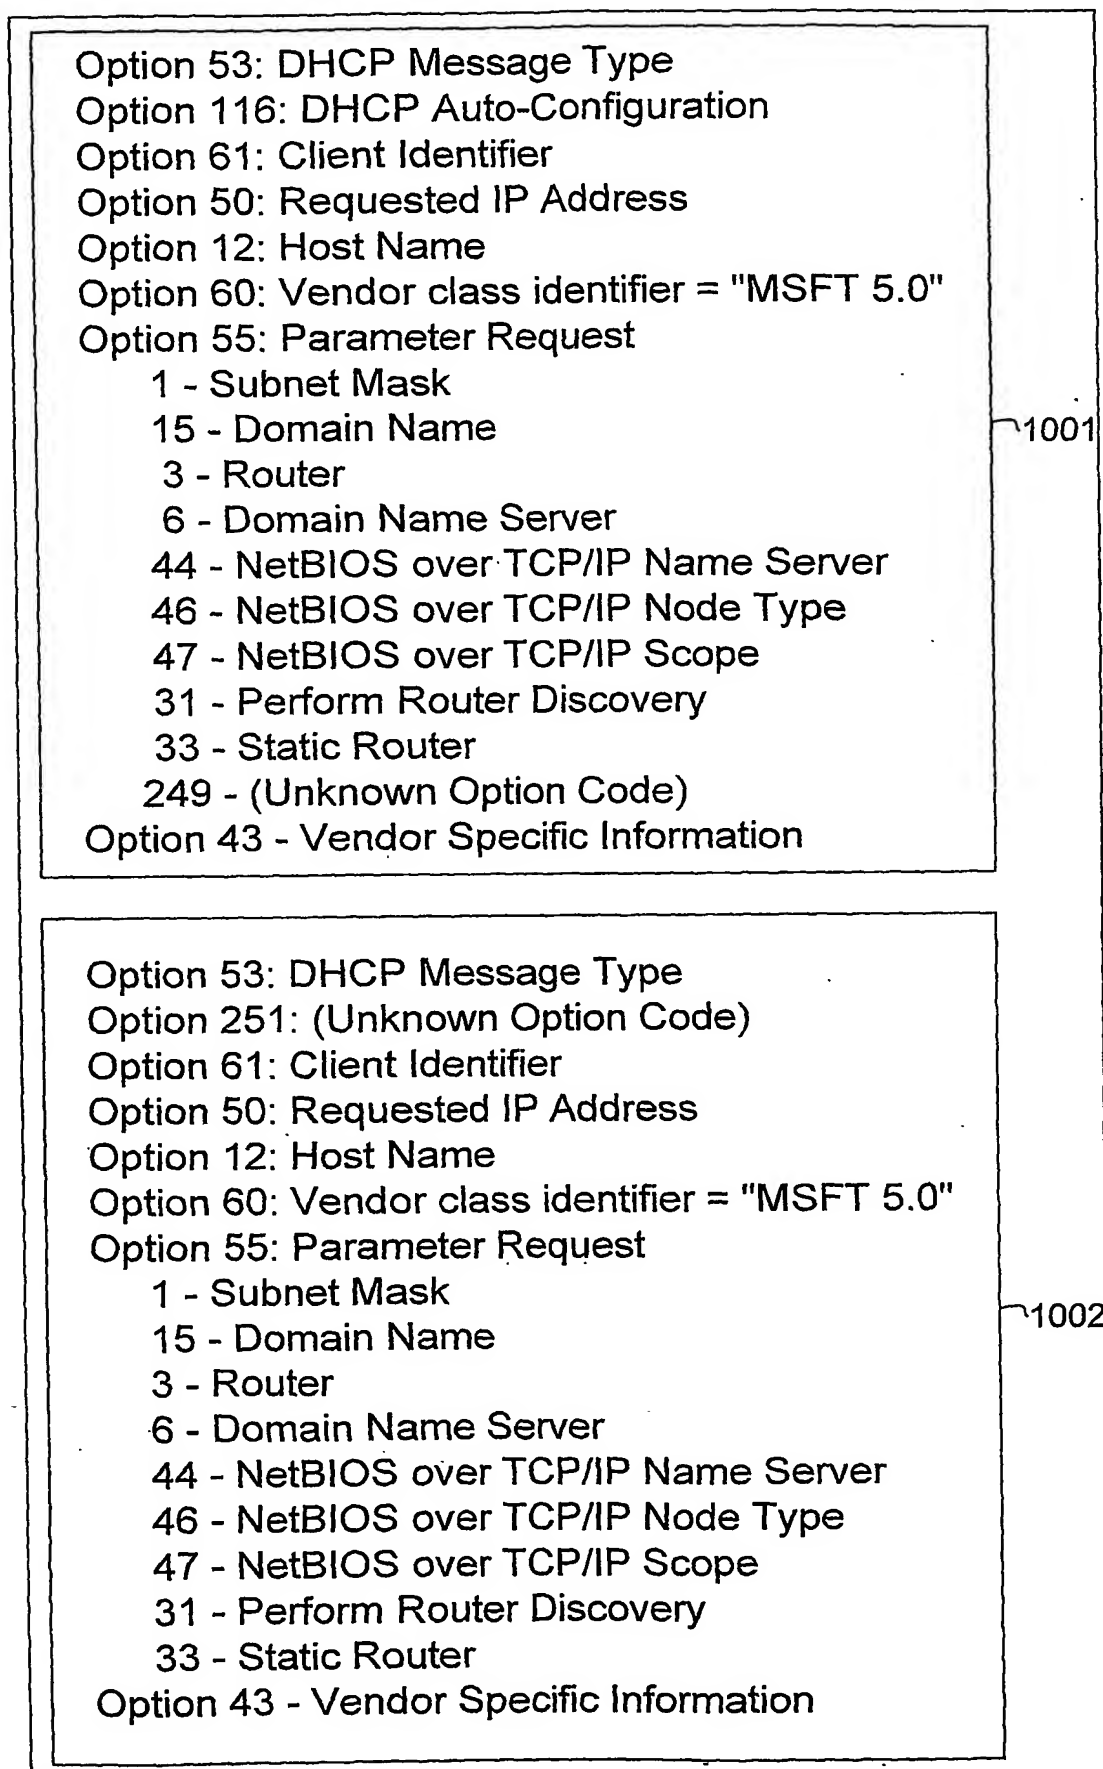 Option 53: DHCP Message Type
Option 116: DHCP Auto-Configuration
Option 61: Client Identifier
Option 50: Requested IP Address
Option 12: Host Name
Option 60: Vendor class identifier = "MSFT 5.0"
Option 55: Parameter Request
1 - Subnet Mask
15 - Domain Name
3 - Router
6 - Domain Name Server
44 - NetBIOS over TCP/IP Name Server
46 - NetBIOS over TCP/IP Node Type
47 - NetBIOS over TCP/IP Scope
31 - Perform Router Discovery
33 - Static Router
249 - (Unknown Option Code)
Option 43 - Vendor Specific Information
1001
Option 53: DHCP Message Type
Option 251: (Unknown Option Code)
Option 61: Client Identifier
Option 50: Requested IP Address
Option 12: Host Name
Option 60: Vendor class identifier = "MSFT 5.0"
Option 55: Parameter Request
1 - Subnet Mask
15 - Domain Name
3 - Router
6 - Domain Name Server
44 - NetBIOS over TCP/IP Name Server
46 - NetBIOS over TCP/IP Node Type
47 - NetBIOS over TCP/IP Scope
31 - Perform Router Discovery
33 - Static Router
Option 43 - Vendor Specific Information
1002